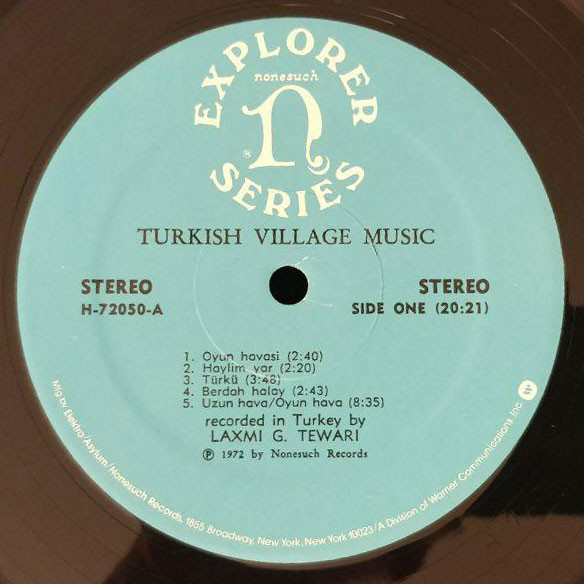 EXPLORER
nonesuch
n
®
SERIES
TURKISH VILLAGE MUSIC
STEREO
H-72050-A
STEREO
SIDE ONE (20:21)
1. Oyun havasi (2:40)
2. Haylim yar (2:20)
3. Türkü (3:48)
4. Berdah halay (2:43)
5. Uzun hava/Oyun hava (8:35)
recorded in Turkey by
LAXMI G. TEWARI
℗ 1972 by Nonesuch Records
Mfg by Elektra/Asylum/Nonesuch Records, 1855 Broadway, New York, New York 10023/A Division of Warner Communications Inc.